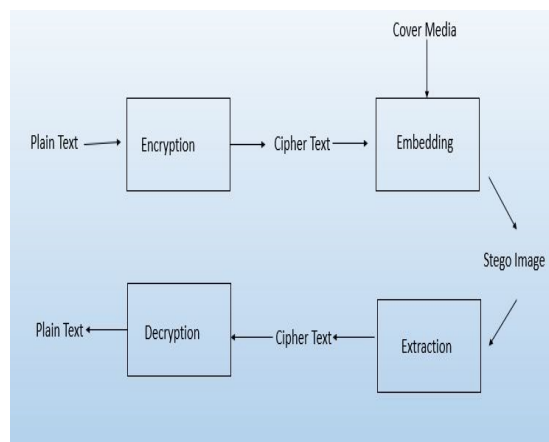 Cover Media
Plain Text
Encryption
Cipher Text
Embedding
Stego Image
Plain Text
Decryption
Cipher Text
Extraction